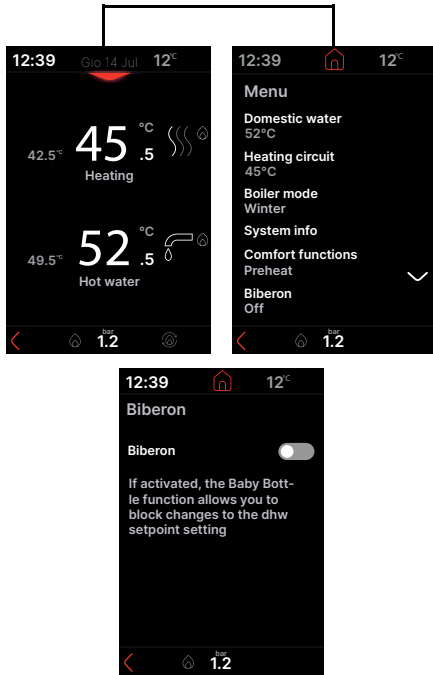 12:39
Gio 14 Jul
12°C
42.5°C
45.5
°C
Heating
49.5°C
52.5
°C
Hot water
bar
1.2
12:39
12°C
Menu
Domestic water
52°C
Heating circuit
45°C
Boiler mode
Winter
System info
Comfort functions
Preheat
Biberon
Off
bar
1.2
12:39
12°C
Biberon
Biberon
If activated, the Baby Bott-
le function allows you to
block changes to the dhw
setpoint setting
bar
1.2